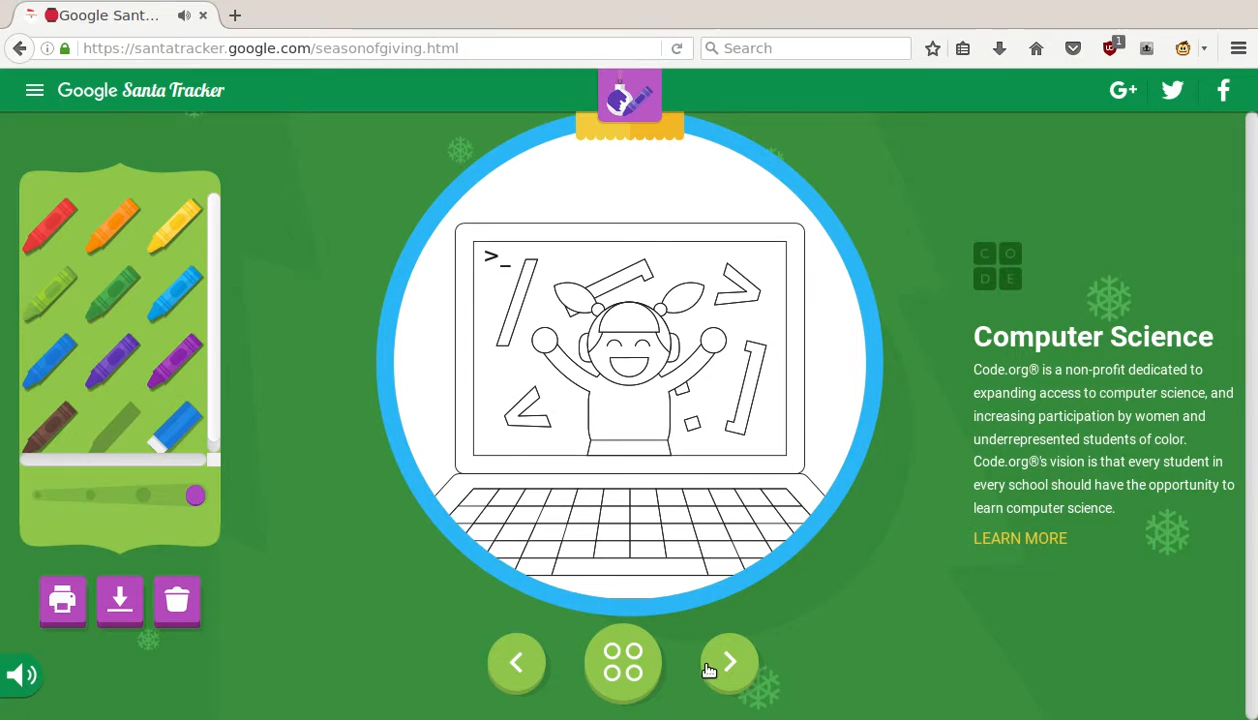 Google Sant...
https://santatracker.google.com/seasonofgiving.html
Search
1
Google Santa Tracker
G+
>_
C O
D E
Computer Science
Code.org® is a non-profit dedicated to
expanding access to computer science, and
increasing participation by women and
underrepresented students of color.
Code.org®'s vision is that every student in
every school should have the opportunity to
learn computer science.
LEARN MORE